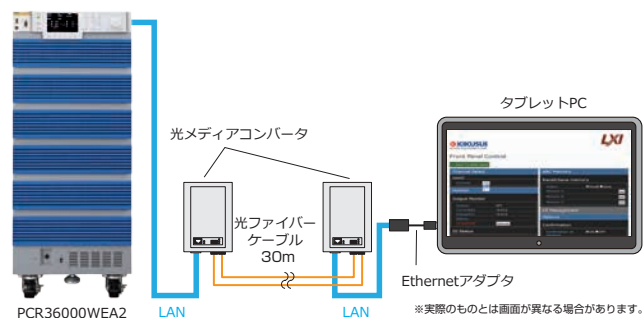 タブレットPC
光メディアコンバータ
KIKUSUI
LXI
Front Panel Control
光ファイバー
ケーブル
30m
Ethernetアダプタ
PCR36000WEA2
LAN
LAN
※実際のものとは画面が異なる場合があります。